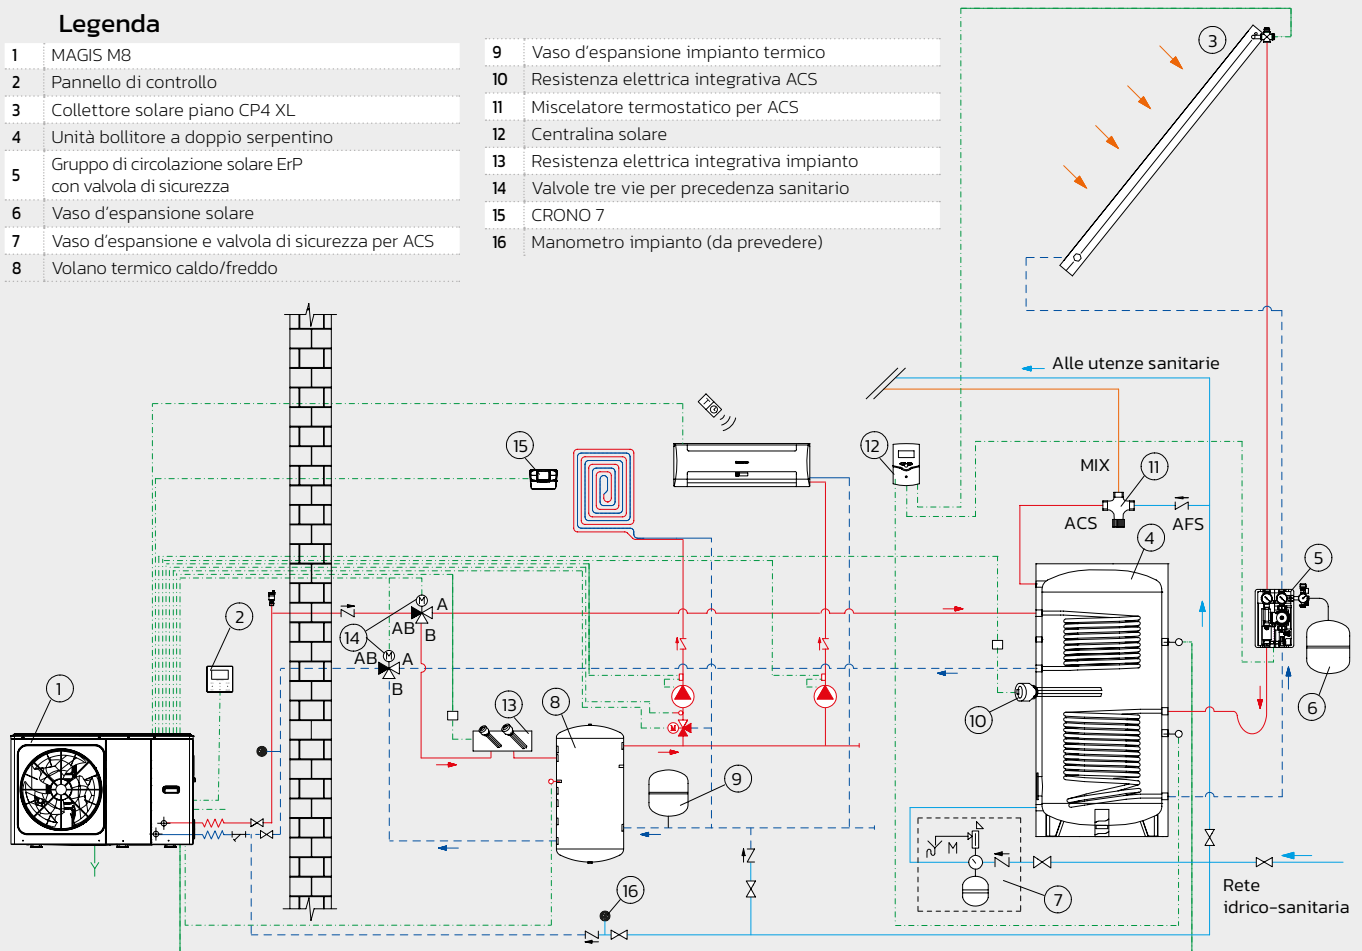 Legenda
1 MAGIS M8
2 Pannello di controllo
3 Collettore solare piano CP4 XL
4 Unità bollitore a doppio serpentino
5 Gruppo di circolazione solare ErP
con valvola di sicurezza
6 Vaso d'espansione solare
7 Vaso d'espansione e valvola di sicurezza per ACS
8 Volano termico caldo/freddo
9 Vaso d'espansione impianto termico
10 Resistenza elettrica integrativa ACS
11 Miscelatore termostatico per ACS
12 Centralina solare
13 Resistenza elettrica integrativa impianto
14 Valvole tre vie per precedenza sanitario
15 CRONO 7
16 Manometro impianto (da prevedere)
3
Alle utenze sanitarie
T
15
12
MIX
11
ACS
AFS
4
5
2
M
A
AB
B
14
M
AB
A
B
1
13
8
M
10
6
9
M
7
16
Rete
idrico-sanitaria